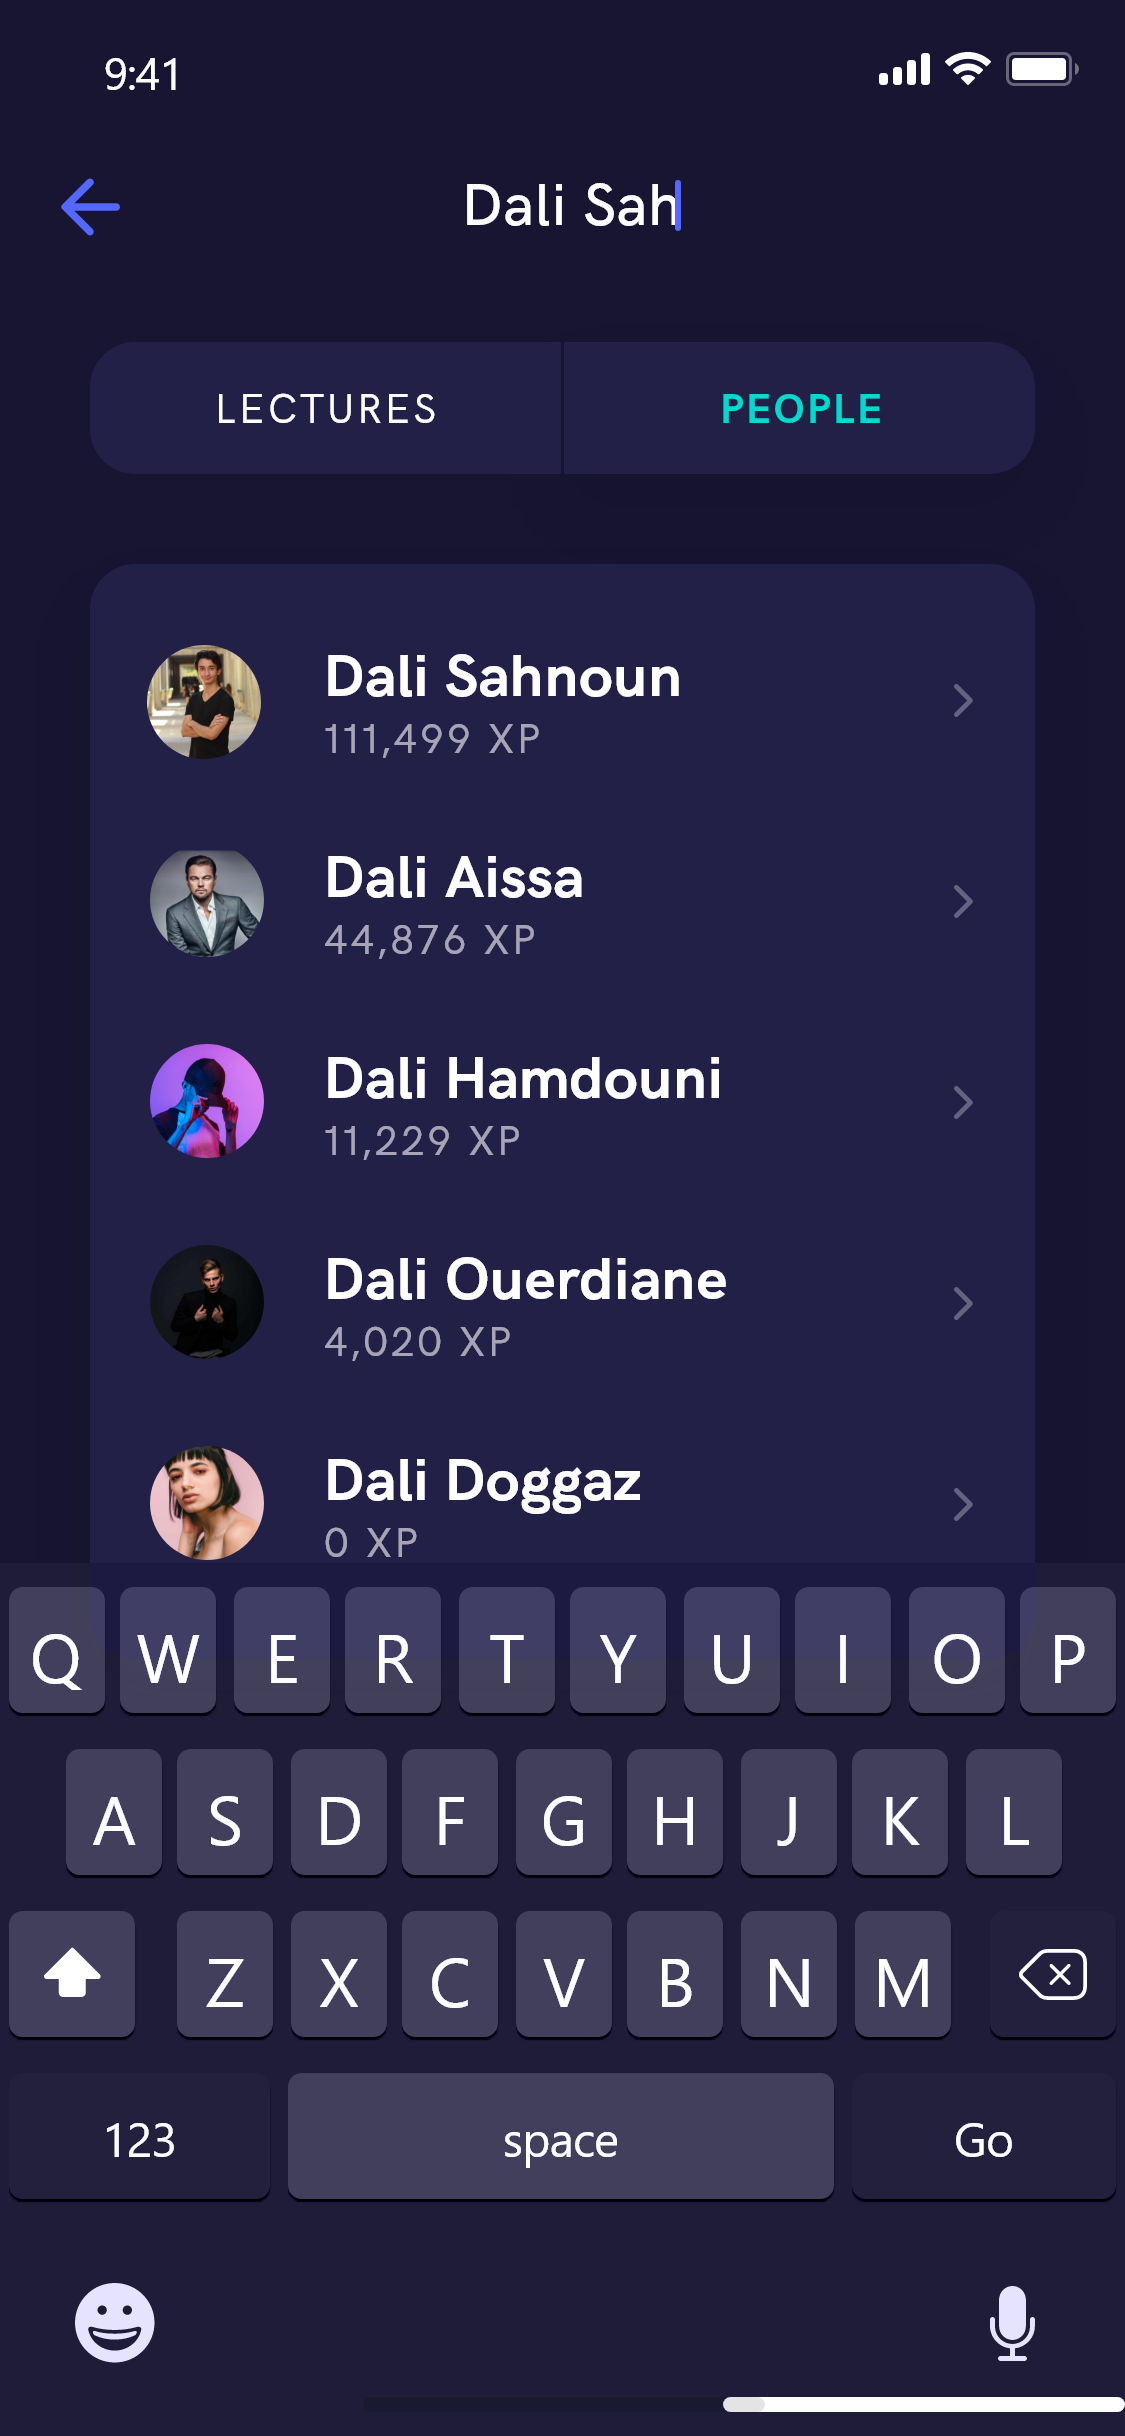 9:41
Dali Sah
LECTURES
PEOPLE
Dali Sahnoun
111,499 XP
Dali Aissa
44,876 XP
Dali Hamdouni
11,229 XP
Dali Ouerdiane
4,020 XP
Dali Doggaz
0 XP
Q W E R T Y U I O P
A S D F G H J K L
Z X C V B N M
123 space Go